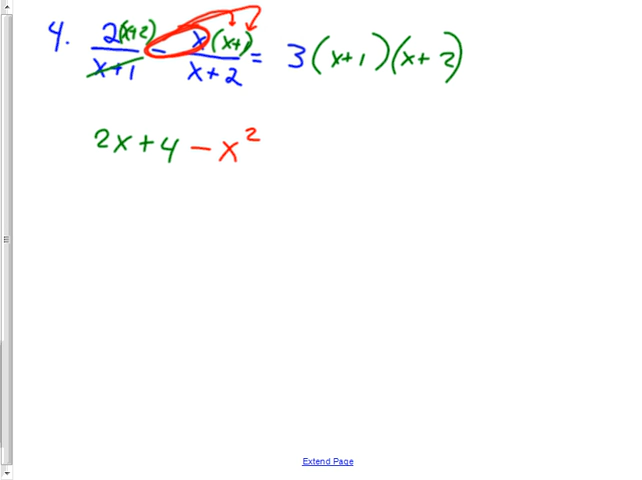 4. 2(x+2)/x+1 - x(x+1)/x+2 = 3(x+1)(x+2)
2x+4-x²
Extend Page